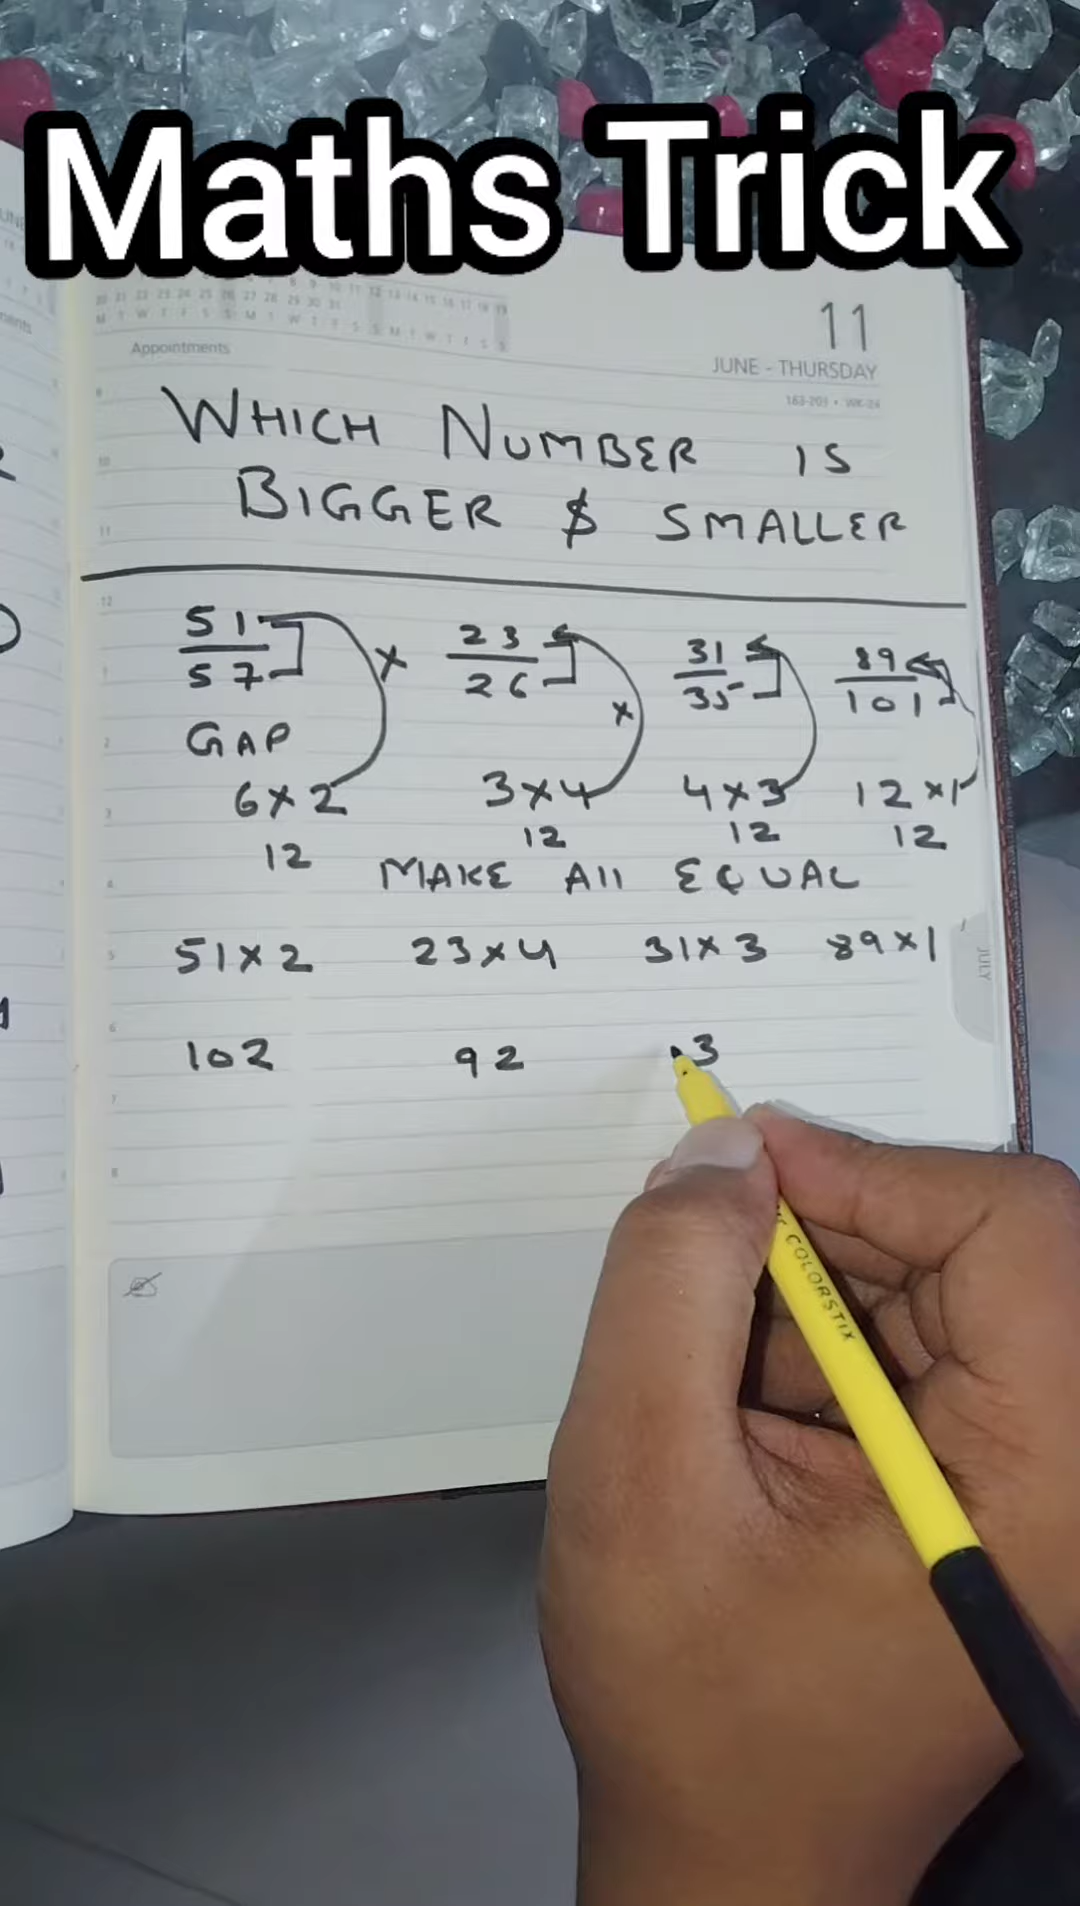 Maths Trick
11
JUNE - THURSDAY
Appointments
WHICH NUMBER IS
BIGGER & SMALLER
51 23 31 89
57 × 26 35 101
GAP ×
6×2 3×4 4×3 12×1
12 12 12 12
MAKE All EQUAL
51×2 23×4 31×3 89×1
JULY
102 92 3
COLORSTIX